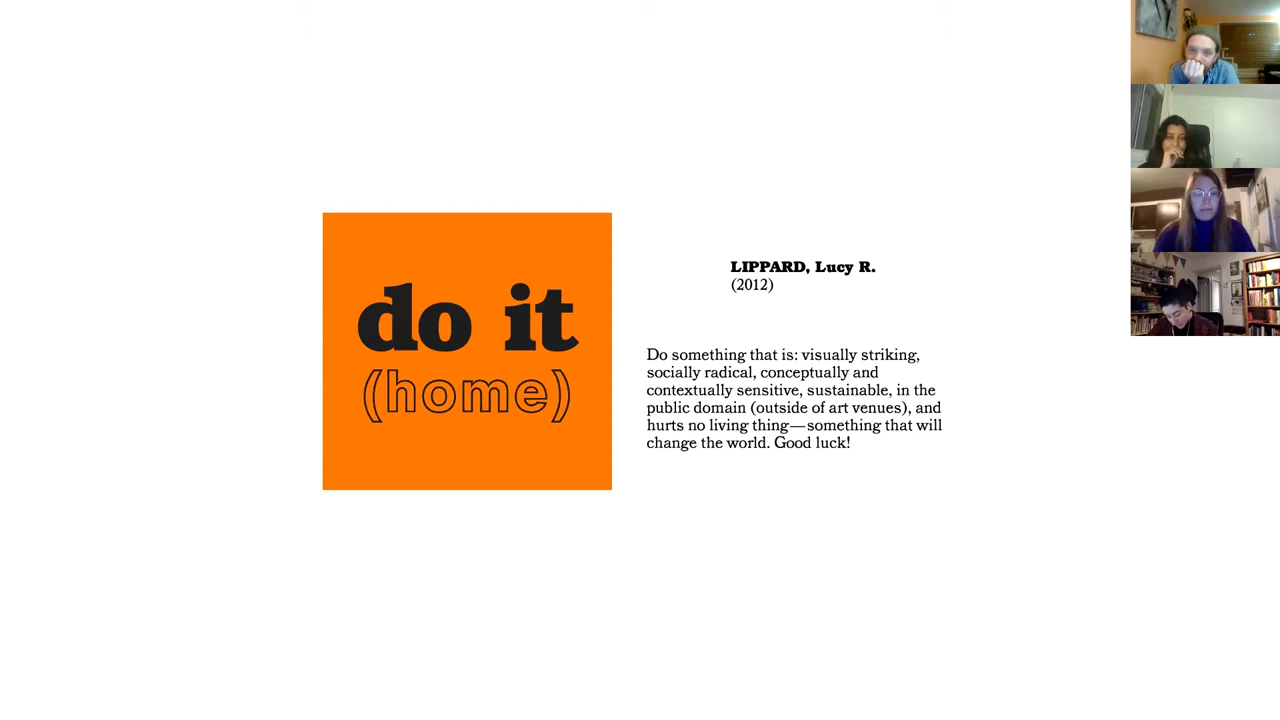 do it
(home)
LIPPARD, Lucy R.
(2012)
Do something that is: visually striking,
socially radical, conceptually and
contextually sensitive, sustainable, in the
public domain (outside of art venues), and
hurts no living thing—something that will
change the world. Good luck!